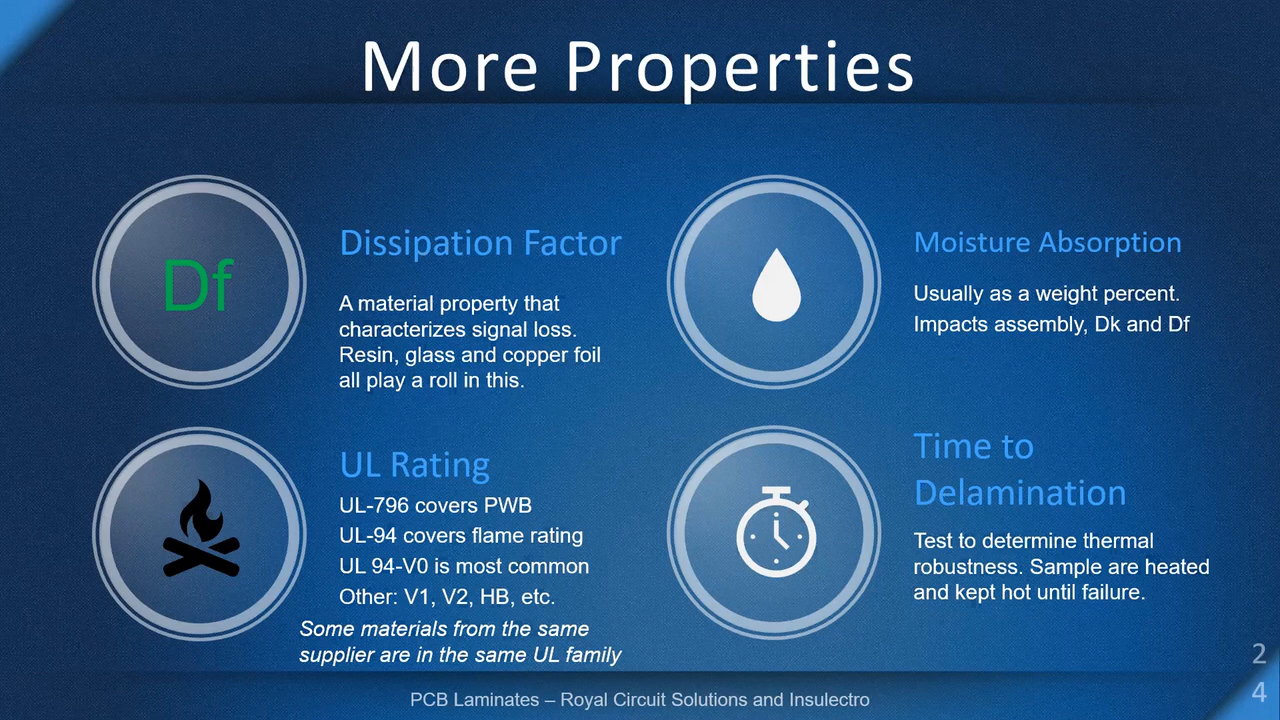 More Properties
Df
Dissipation Factor
A material property that
characterizes signal loss.
Resin, glass and copper foil
all play a roll in this.
Moisture Absorption
Usually as a weight percent.
Impacts assembly, Dk and Df
UL Rating
UL-796 covers PWB
UL-94 covers flame rating
UL 94-V0 is most common
Other: V1, V2, HB, etc.
Some materials from the same
supplier are in the same UL family
Time to
Delamination
Test to determine thermal
robustness. Sample are heated
and kept hot until failure.
PCB Laminates – Royal Circuit Solutions and Insulectro
2
4